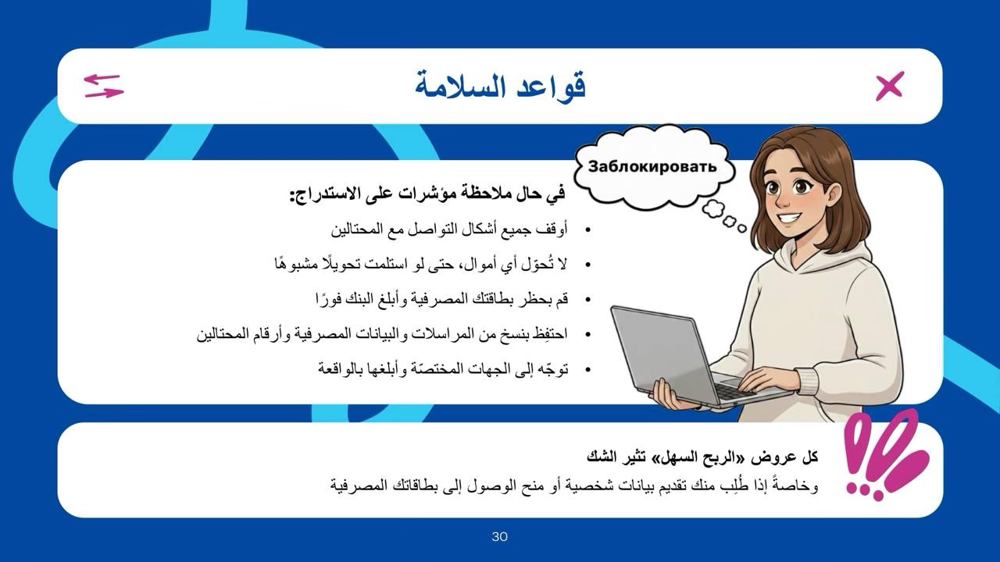 قواعد السلامة
Заблокировать
في حال ملاحظة مؤشرات على الاستدراج:
• أوقف جميع أشكال التواصل مع المحتالين
• لا تُحوّل أي أموال، حتى لو استلمت تحويلًا مشبوهًا
• قم بحظر بطاقتك المصرفية وأبلغ البنك فورًا
• احتفِظ بنسخ من المراسلات والبيانات المصرفية وأرقام المحتالين
• توجّه إلى الجهات المختصّة وأبلغها بالواقعة
كل عروض «الربح السهل» تثير الشك
وخاصةً إذا طُلِب منك تقديم بيانات شخصية أو منح الوصول إلى بطاقاتك المصرفية
30